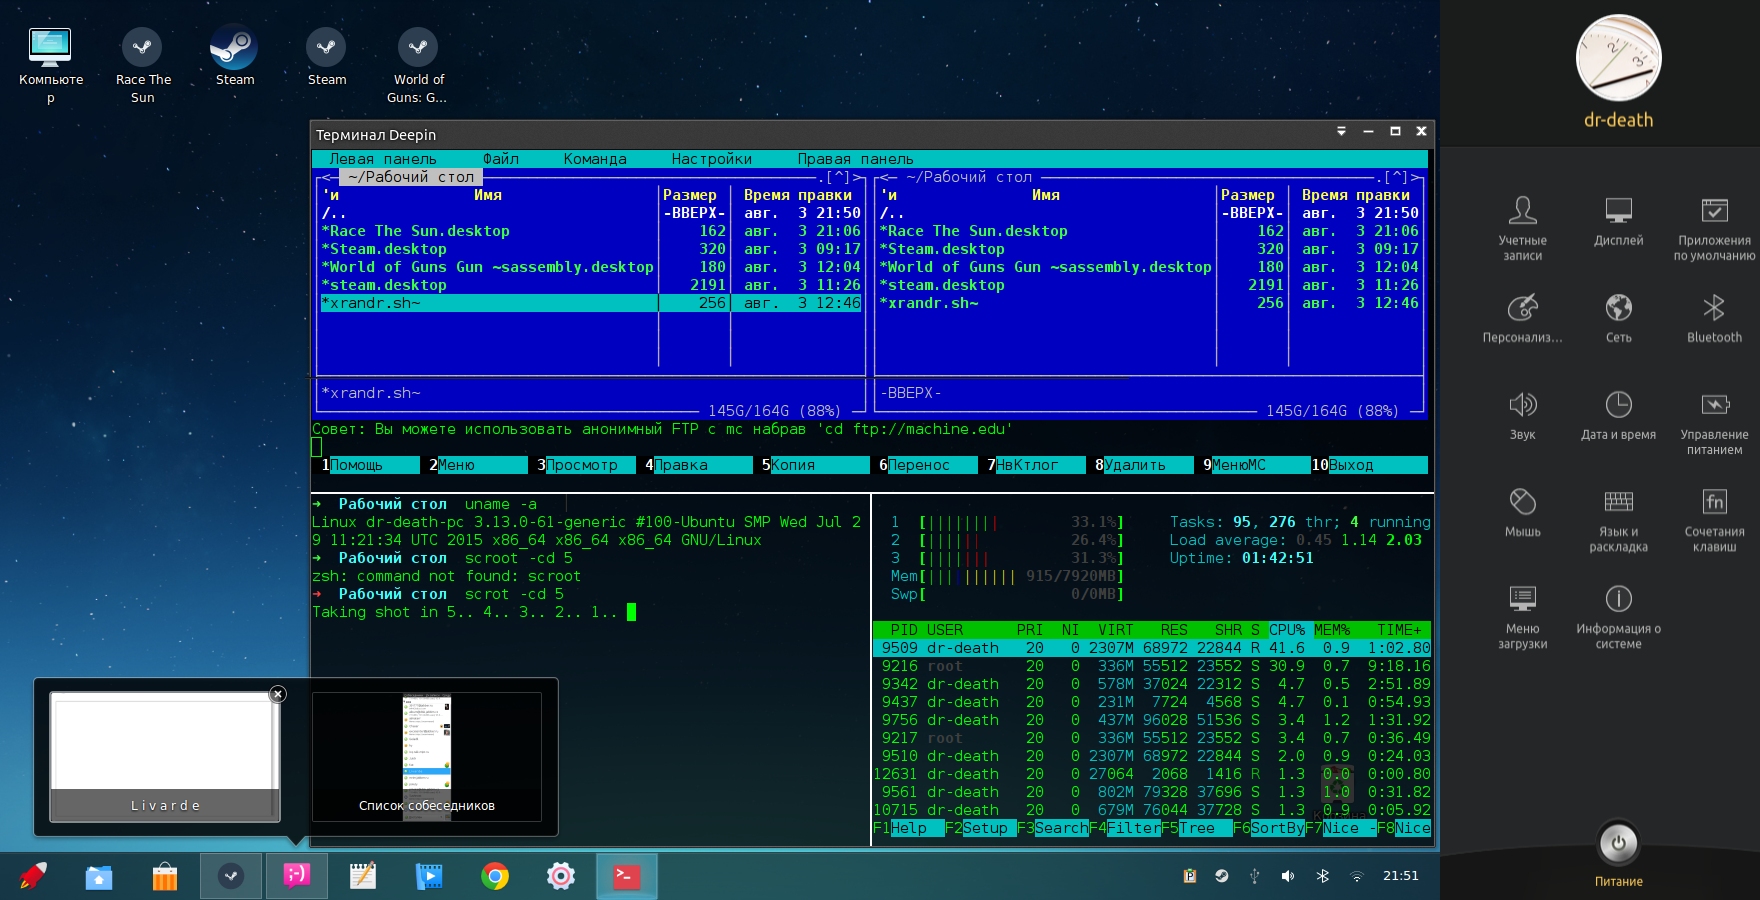 Компьюте
р
Race The
Sun
Steam
Steam
World of
Guns: G...
Терминал Deepin
Левая панель Файл Команда Настройки Правая панель
<─ ~/Рабочий стол .[^]>
'и Имя Размер Время правки
/.. -ВВЕРХ- авг. 3 21:50
*Race The Sun.desktop 162 авг. 3 21:06
*Steam.desktop 320 авг. 3 09:17
*World of Guns Gun ~sassembly.desktop 180 авг. 3 12:04
*steam.desktop 2191 авг. 3 11:26
*xrandr.sh~ 256 авг. 3 12:46
*xrandr.sh~
145G/164G (88%)
<─ ~/Рабочий стол .[^]>
'и Имя Размер Время правки
/.. -ВВЕРХ- авг. 3 21:50
*Race The Sun.desktop 162 авг. 3 21:06
*Steam.desktop 320 авг. 3 09:17
*World of Guns Gun ~sassembly.desktop 180 авг. 3 12:04
*steam.desktop 2191 авг. 3 11:26
*xrandr.sh~ 256 авг. 3 12:46
-ВВЕРХ-
145G/164G (88%)
Совет: Вы можете использовать анонимный FTP с mc набрав 'cd ftp://machine.edu'
1Помощь 2Меню 3Просмотр 4Правка 5Копия 6Перенос 7НвКтлог 8Удалить 9МенюМС 10Выход
➜ Рабочий стол uname -a
Linux dr-death-pc 3.13.0-61-generic #100-Ubuntu SMP Wed Jul 2
9 11:21:34 UTC 2015 x86_64 x86_64 x86_64 GNU/Linux
➜ Рабочий стол scroot -cd 5
zsh: command not found: scroot
➜ Рабочий стол scrot -cd 5
Taking shot in 5.. 4.. 3.. 2.. 1..
1 [|||||||| 33.1%] Tasks: 95, 276 thr; 4 running
2 [|||||| 26.4%] Load average: 0.45 1.14 2.03
3 [||||||| 31.3%] Uptime: 01:42:51
Mem[|||||||||| 915/7920MB]
Swp[ 0/0MB]
PID USER PRI NI VIRT RES SHR S CPU% MEM% TIME+
9509 dr-death 20 0 2307M 68972 22844 R 41.6 0.9 1:02.80
9216 root 20 0 336M 55512 23552 S 30.9 0.7 9:18.16
9342 dr-death 20 0 578M 37024 22312 S 4.7 0.5 2:51.89
9437 dr-death 20 0 231M 7724 4568 S 4.7 0.1 0:54.93
9756 dr-death 20 0 437M 96028 51536 S 3.4 1.2 1:31.92
9217 root 20 0 336M 55512 23552 S 3.4 0.7 0:36.49
9510 dr-death 20 0 2307M 68972 22844 S 2.0 0.9 0:24.03
12631 dr-death 20 0 27064 2068 1416 R 1.3 0.0 0:00.80
9561 dr-death 20 0 802M 79328 37696 S 1.3 1.0 0:31.82
10715 dr-death 20 0 679M 76044 37728 S 1.3 0.9 0:05.92
F1Help F2Setup F3SearchF4FilterF5Tree F6SortByF7Nice -F8Nice
Livarde
Список собеседников
21:51
dr-death
Учетные
записи
Дисплей
Приложения
по умолчанию
Персонализ...
Сеть
Bluetooth
Звук
Дата и время
Управление
питанием
Мышь
Язык и
раскладка
fn
Сочетания
клавиш
Меню
загрузки
Информация о
системе
Питание